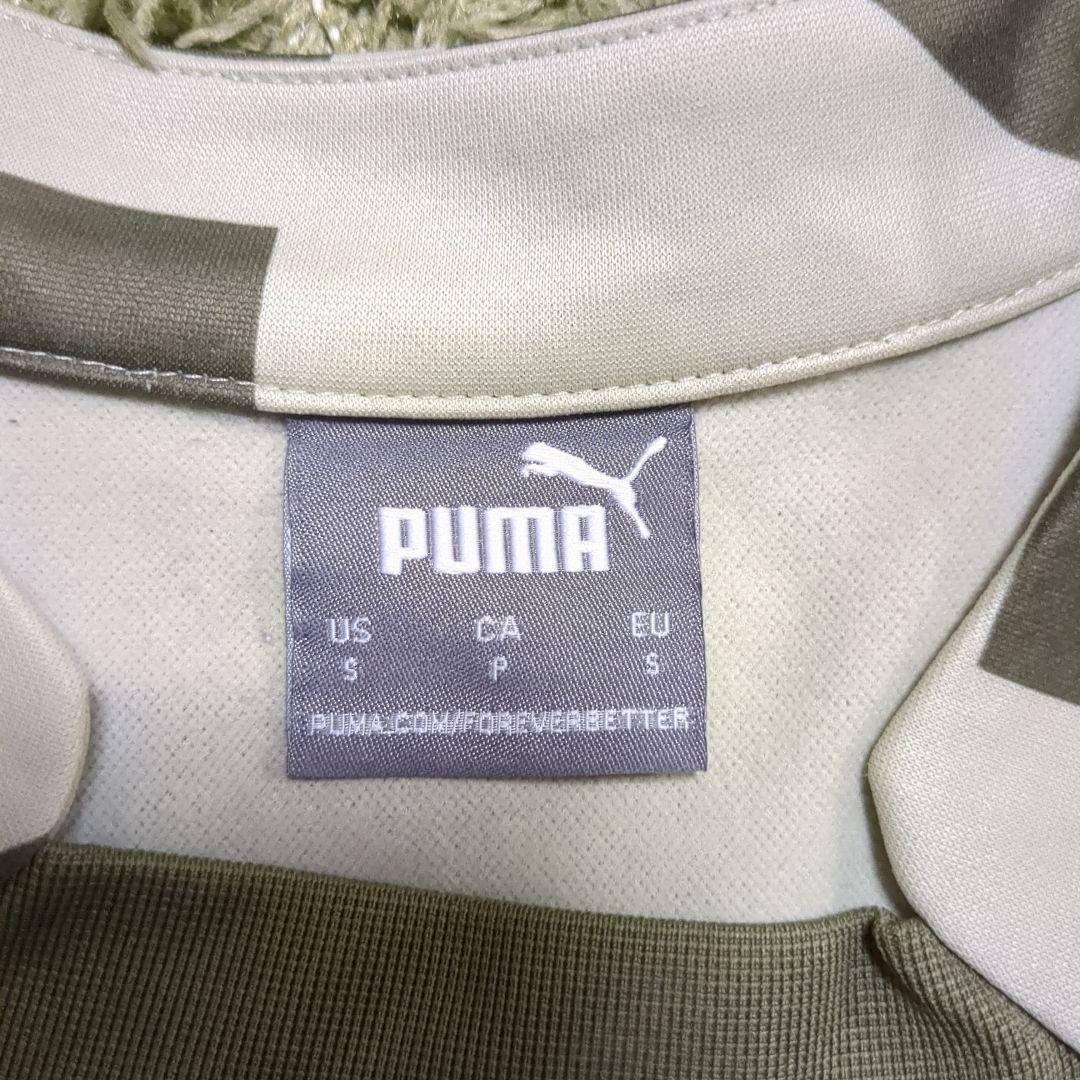 PUMA
US CA EU
S P S
PUMA.COM/FOREVERBETTER